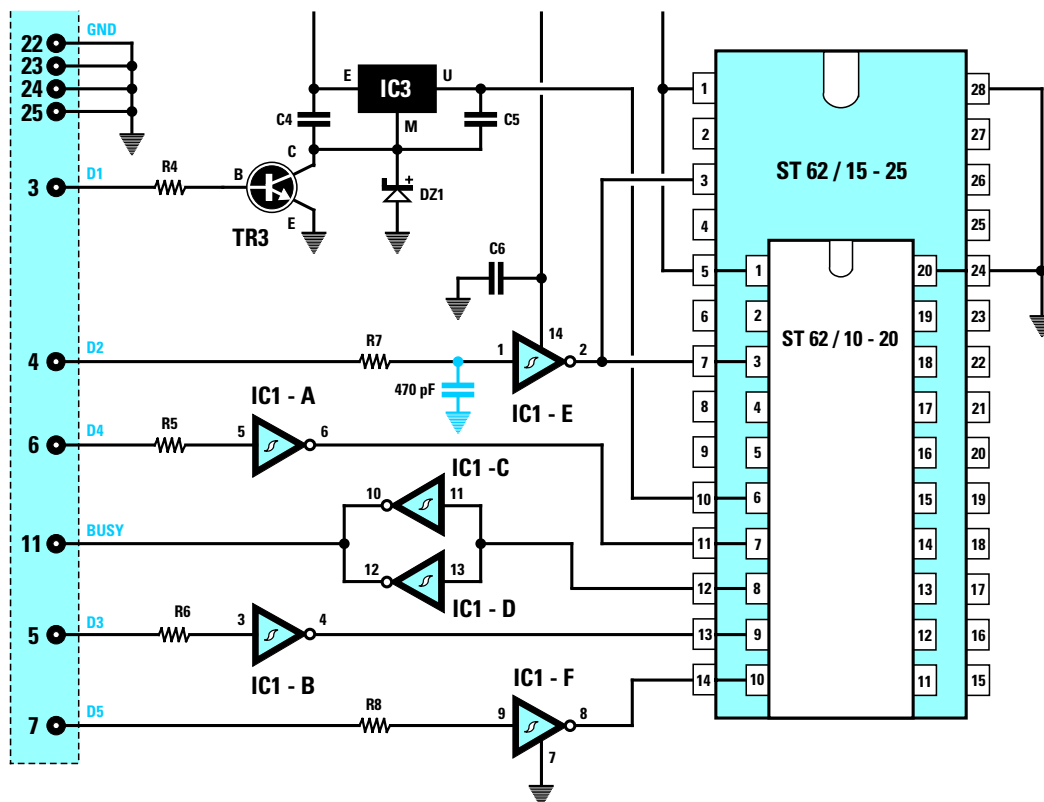 GND
22
23
24
25
E
IC3
U
C4
M
C5
C
3
D1
R4
B
E
TR3
+
DZ1
C6
14
4
D2
R7
1
2
470 pF
IC1 - E
IC1 - A
6
D4
R5
5
6
IC1 -C
10
11
11
BUSY
12
13
IC1 - D
5
D3
R6
3
4
IC1 - B
IC1 - F
7
D5
R8
9
8
7
ST 62 / 15 - 25
1
2
3
4
5
6
7
8
9
10
11
12
13
14
28
27
26
25
24
23
22
21
20
19
18
17
16
15
ST 62 / 10 - 20
1
2
3
4
5
6
7
8
9
10
20
19
18
17
16
15
14
13
12
11